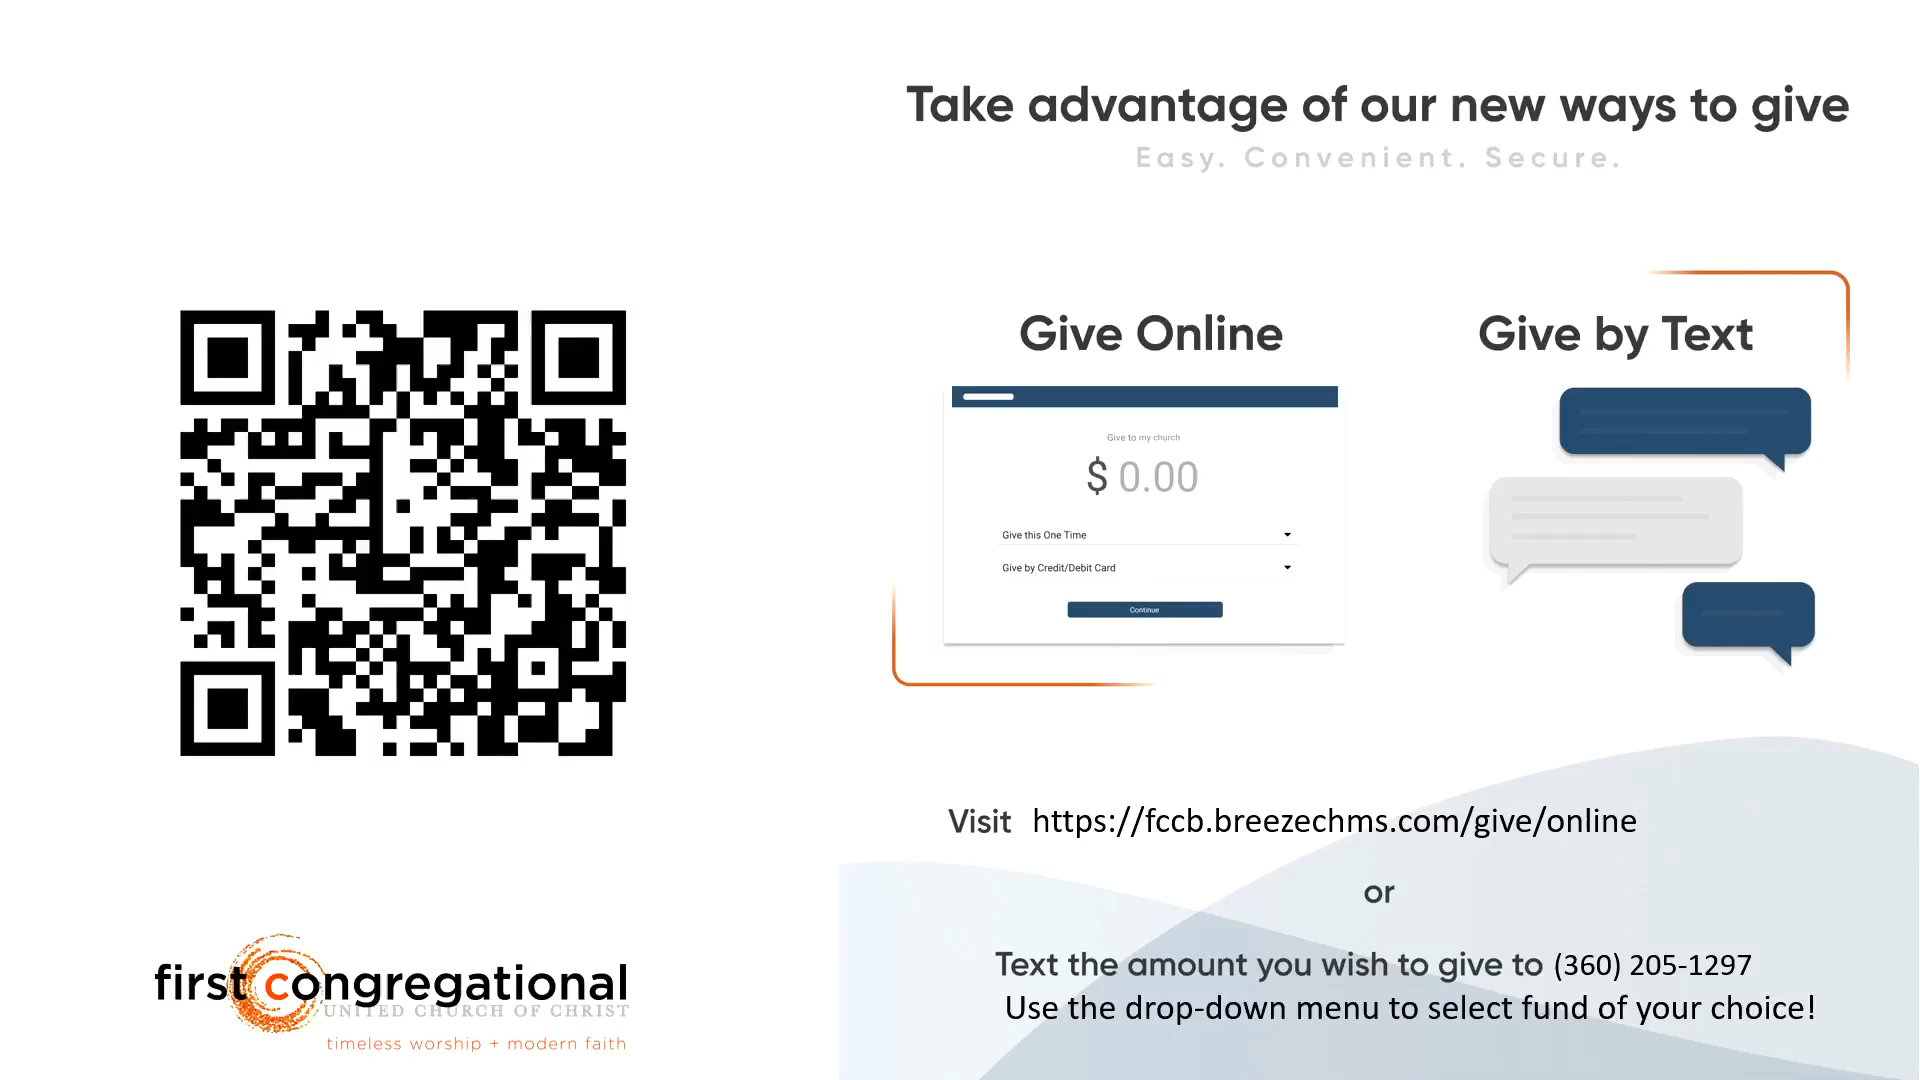 Take advantage of our new ways to give
Easy. Convenient. Secure.
Give Online
Give by Text
Give to my church
$ 0.00
Give this One Time
Give by Credit/Debit Card
Continue
Visit https://fccb.breezechms.com/give/online
or
Text the amount you wish to give to (360) 205-1297
Use the drop-down menu to select fund of your choice!
first congregational
UNITED CHURCH OF CHRIST
timeless worship + modern faith